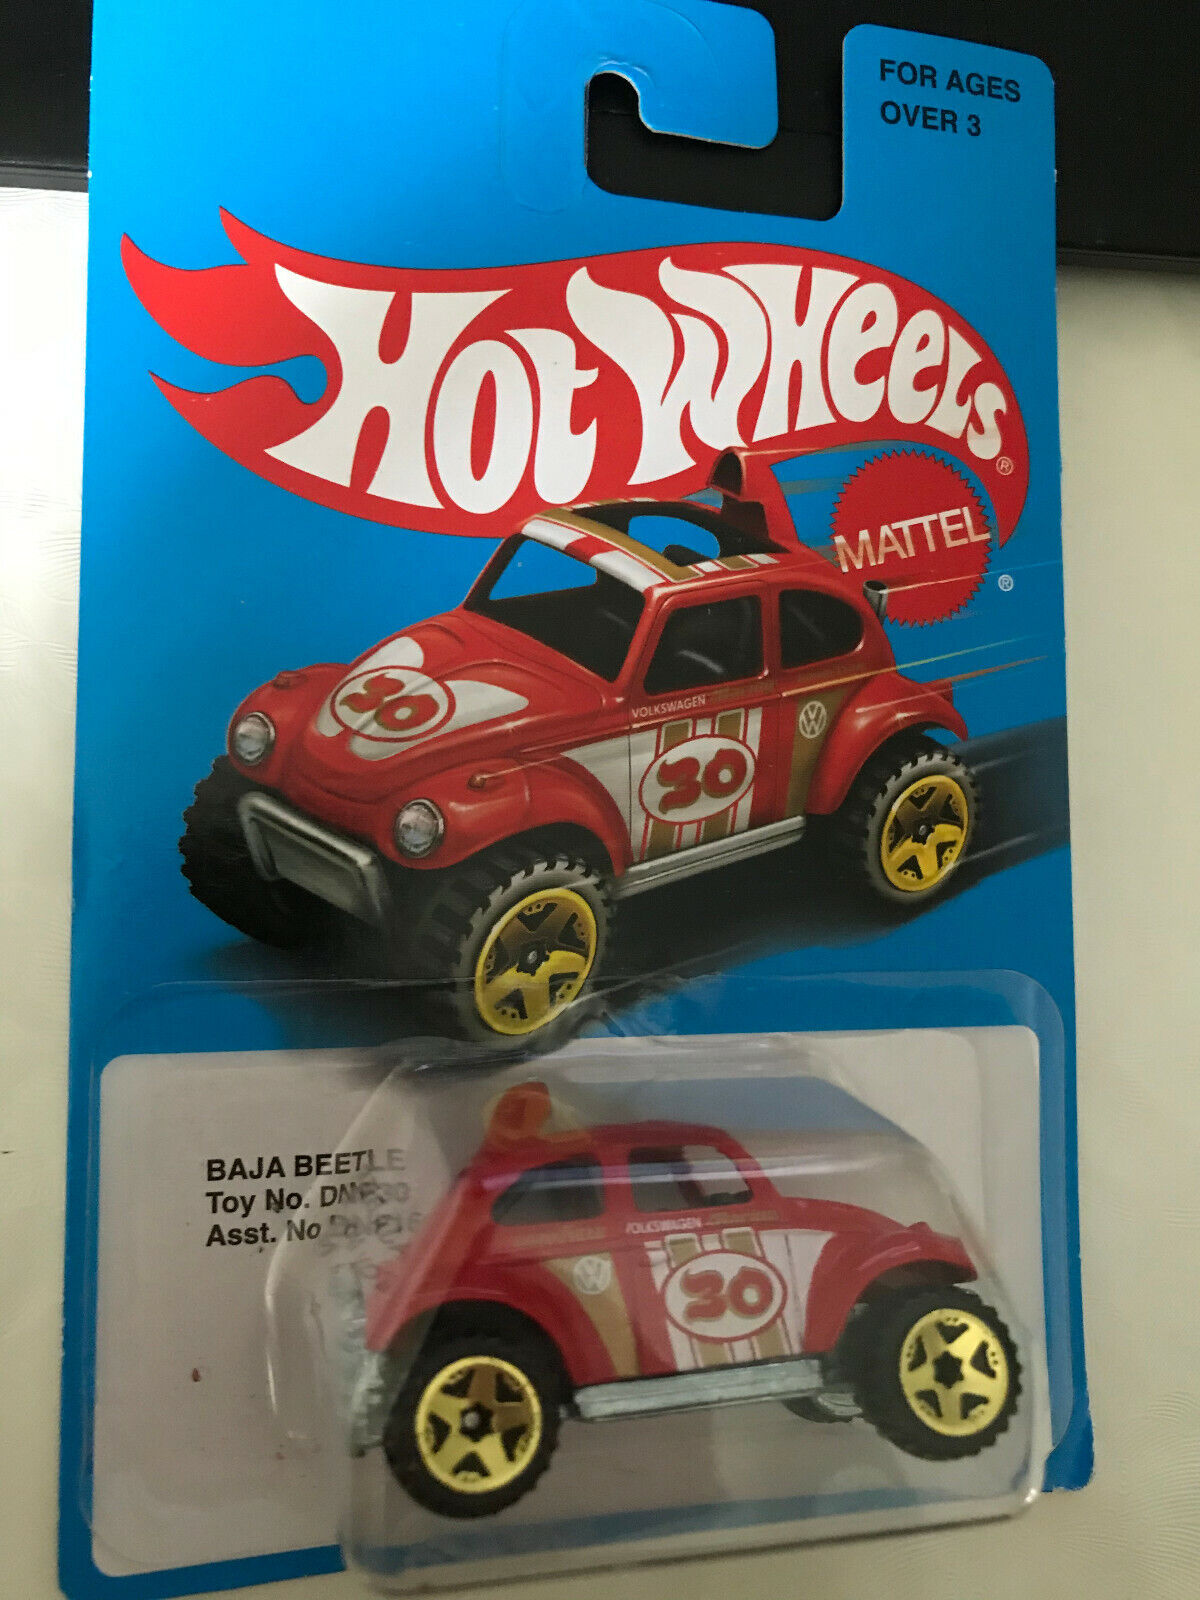 FOR AGES
OVER 3
HOT WHEELS®
MATTEL
®
30
VOLKSWAGEN
30
BAJA BEETLE
Toy No.
Asst. No
VOLKSWAGEN
30